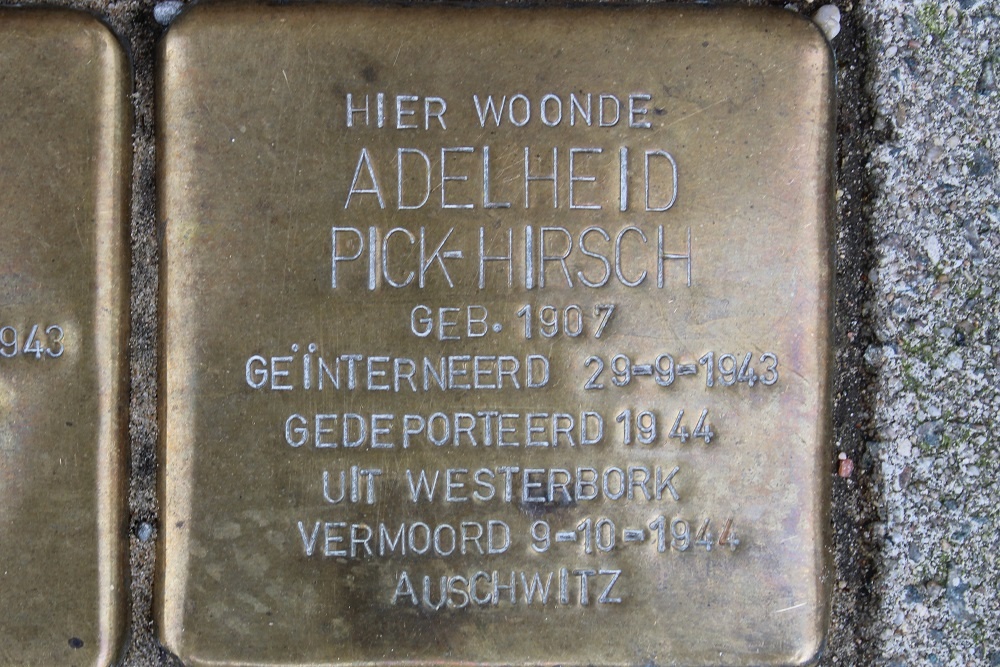 HIER WOONDE
ADELHEID
PICK-HIRSCH
GEB. 1907
GEÏNTERNEERD 29-9-1943
GEDEPORTEERD 1944
UIT WESTERBORK
VERMOORD 9-10-1944
AUSCHWITZ
1943